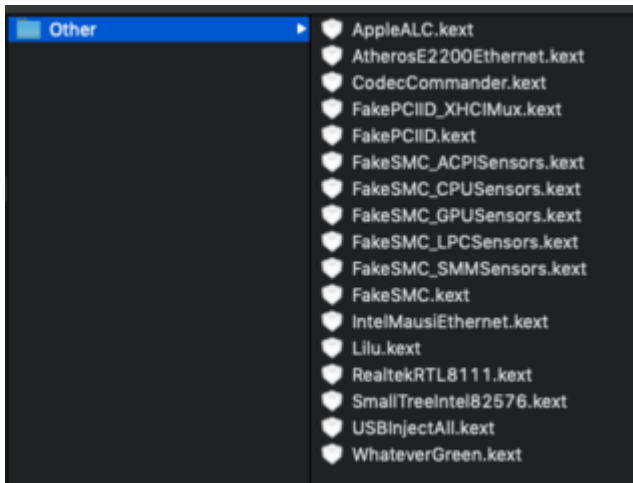 Other
AppleALC.kext
AtherosE2200Ethernet.kext
CodecCommander.kext
FakePCIID_XHCIMux.kext
FakePCIID.kext
FakeSMC_ACPISensors.kext
FakeSMC_CPUSensors.kext
FakeSMC_GPUSensors.kext
FakeSMC_LPCSensors.kext
FakeSMC_SMMSensors.kext
FakeSMC.kext
IntelMausiEthernet.kext
Lilu.kext
RealtekRTL8111.kext
SmallTreeIntel82576.kext
USBInjectAll.kext
WhateverGreen.kext